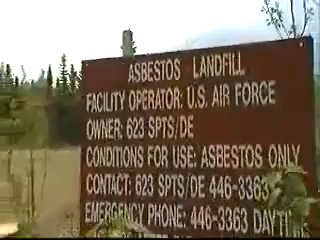 ASBESTOS LANDFILL
FACILITY OPERATOR: U.S. AIR FORCE
OWNER: 623 SPTS/DE
CONDITIONS FOR USE: ASBESTOS ONLY
CONTACT: 623 SPTS/DE 446-3363
EMERGENCY PHONE: 446-3363 DAYTIME